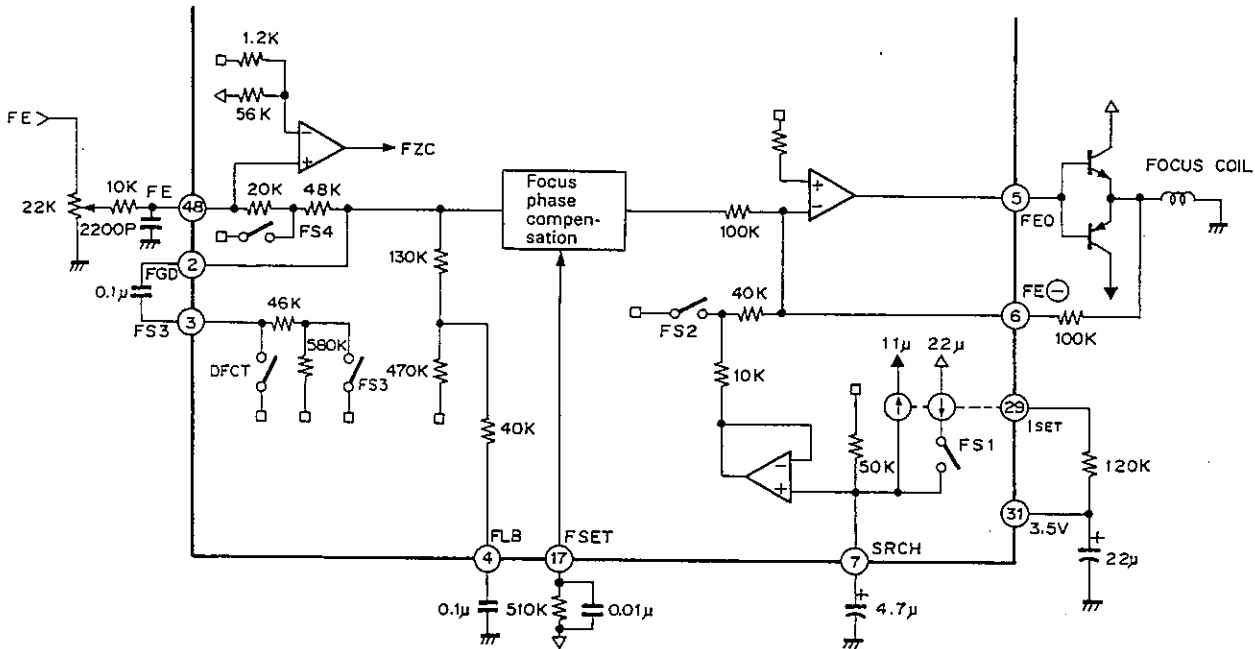 1.2K
56K
FZC
FE
10K
FE
48
20K
48K
22K
2200P
FS4
2
FGD
0.1μ
3
FS3
46K
DFCT
580K
FS3
130K
470K
40K
Focus
phase
compen-
sation
100K
5
FEO
FOCUS COIL
FE⊖
6
100K
FS2
40K
10K
11μ
22μ
29
ISET
FS1
50K
120K
31
3.5V
22μ
+
FLB
4
0.1μ
FSET
17
510K
0.01μ
SRCH
7
+
4.7μ
−
+
+
−
−
+